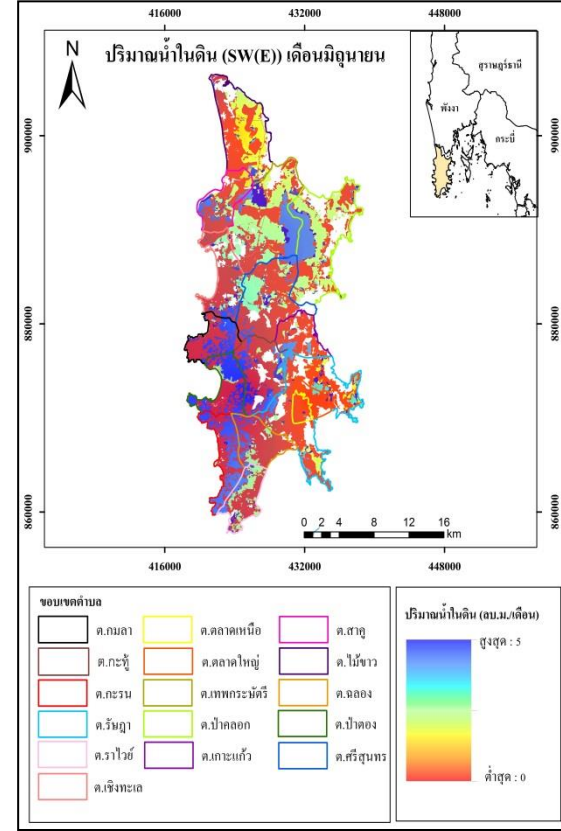 416000 432000 448000
N
ปริมาณน้ำในดิน (SW(E)) เดือนมิถุนายน
สุราษฎร์ธานี
พังงา
กระบี่
900000 900000
880000 880000
860000 860000
0 2 4 8 12 16
km
416000 432000 448000
ขอบเขตตำบล
ต.กมลา ต.ตลาดเหนือ ต.สาคู
ต.กะทู้ ต.ตลาดใหญ่ ต.ไม้ขาว
ต.กะรน ต.เทพกระษัตรี ต.ฉลอง
ต.รัษฎา ต.ป่าคลอก ต.ป่าตอง
ต.ราไวย์ ต.เกาะแก้ว ต.ศรีสุนทร
ต.เชิงทะเล
ปริมาณน้ำในดิน (ลบ.ม./เดือน)
สูงสุด : 5
ต่ำสุด : 0